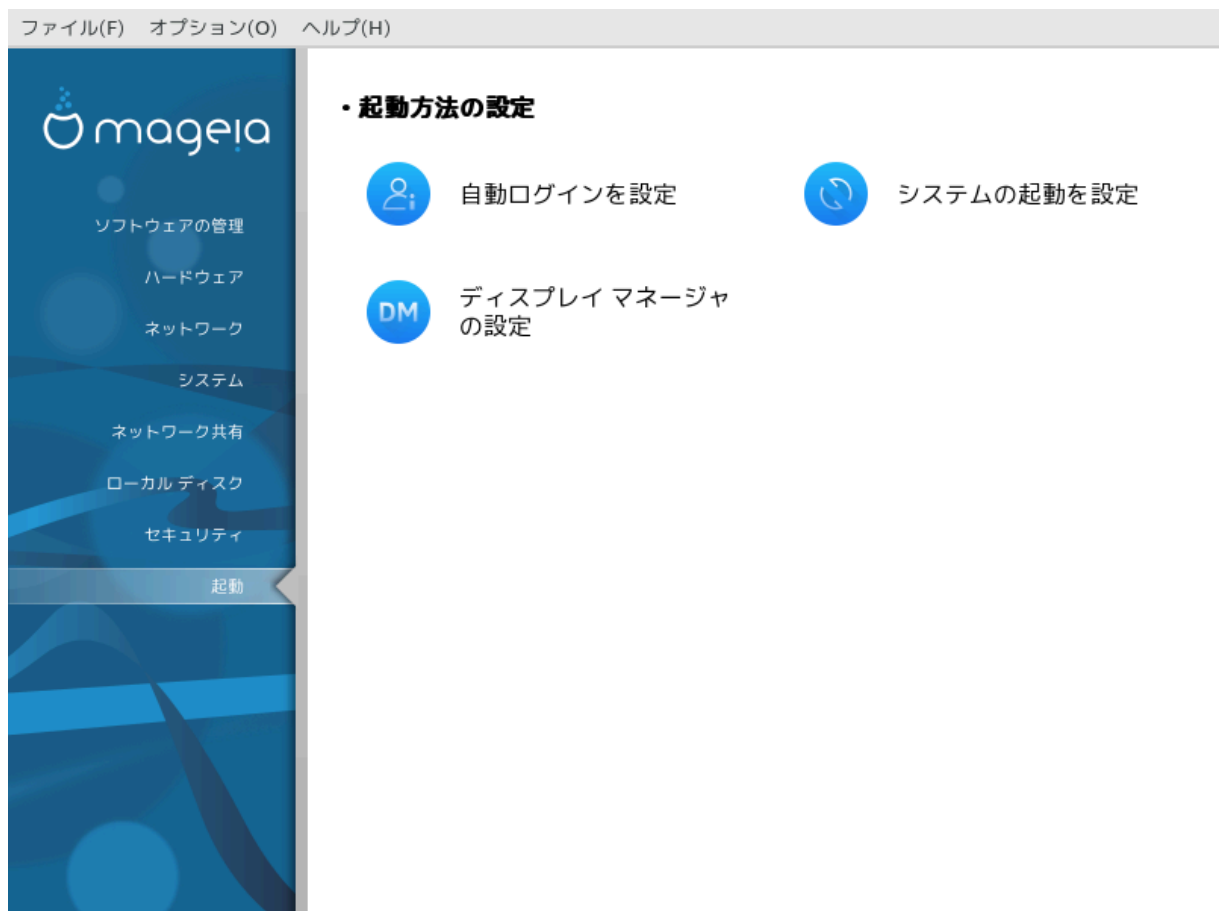 ファイル(F) オプション(O) ヘルプ(H)
mageia
ソフトウェアの管理
ハードウェア
ネットワーク
システム
ネットワーク共有
ローカル ディスク
セキュリティ
起動
・起動方法の設定
自動ログインを設定
システムの起動を設定
DM
ディスプレイ マネージャ
の設定